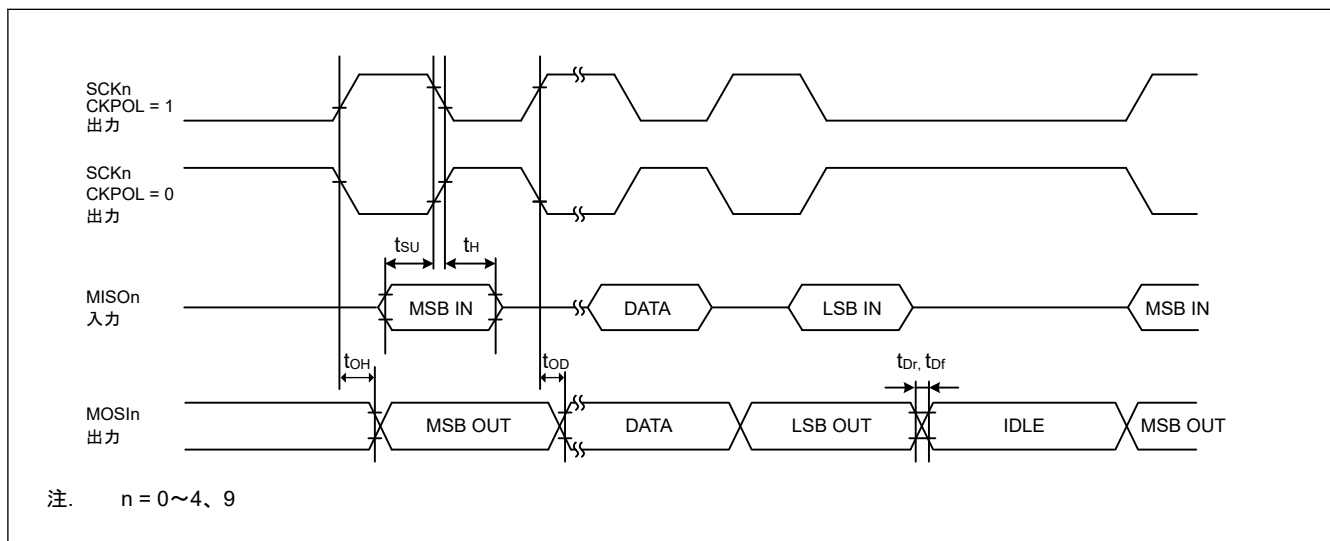 SCKn
CKPOL = 1
出力
SCKn
CKPOL = 0
出力
tSU
tH
MISOn
入力
MSB IN
DATA
LSB IN
MSB IN
tOH
tOD
tDr, tDf
MOSIn
出力
MSB OUT
DATA
LSB OUT
IDLE
MSB OUT
注. n = 0～4、9